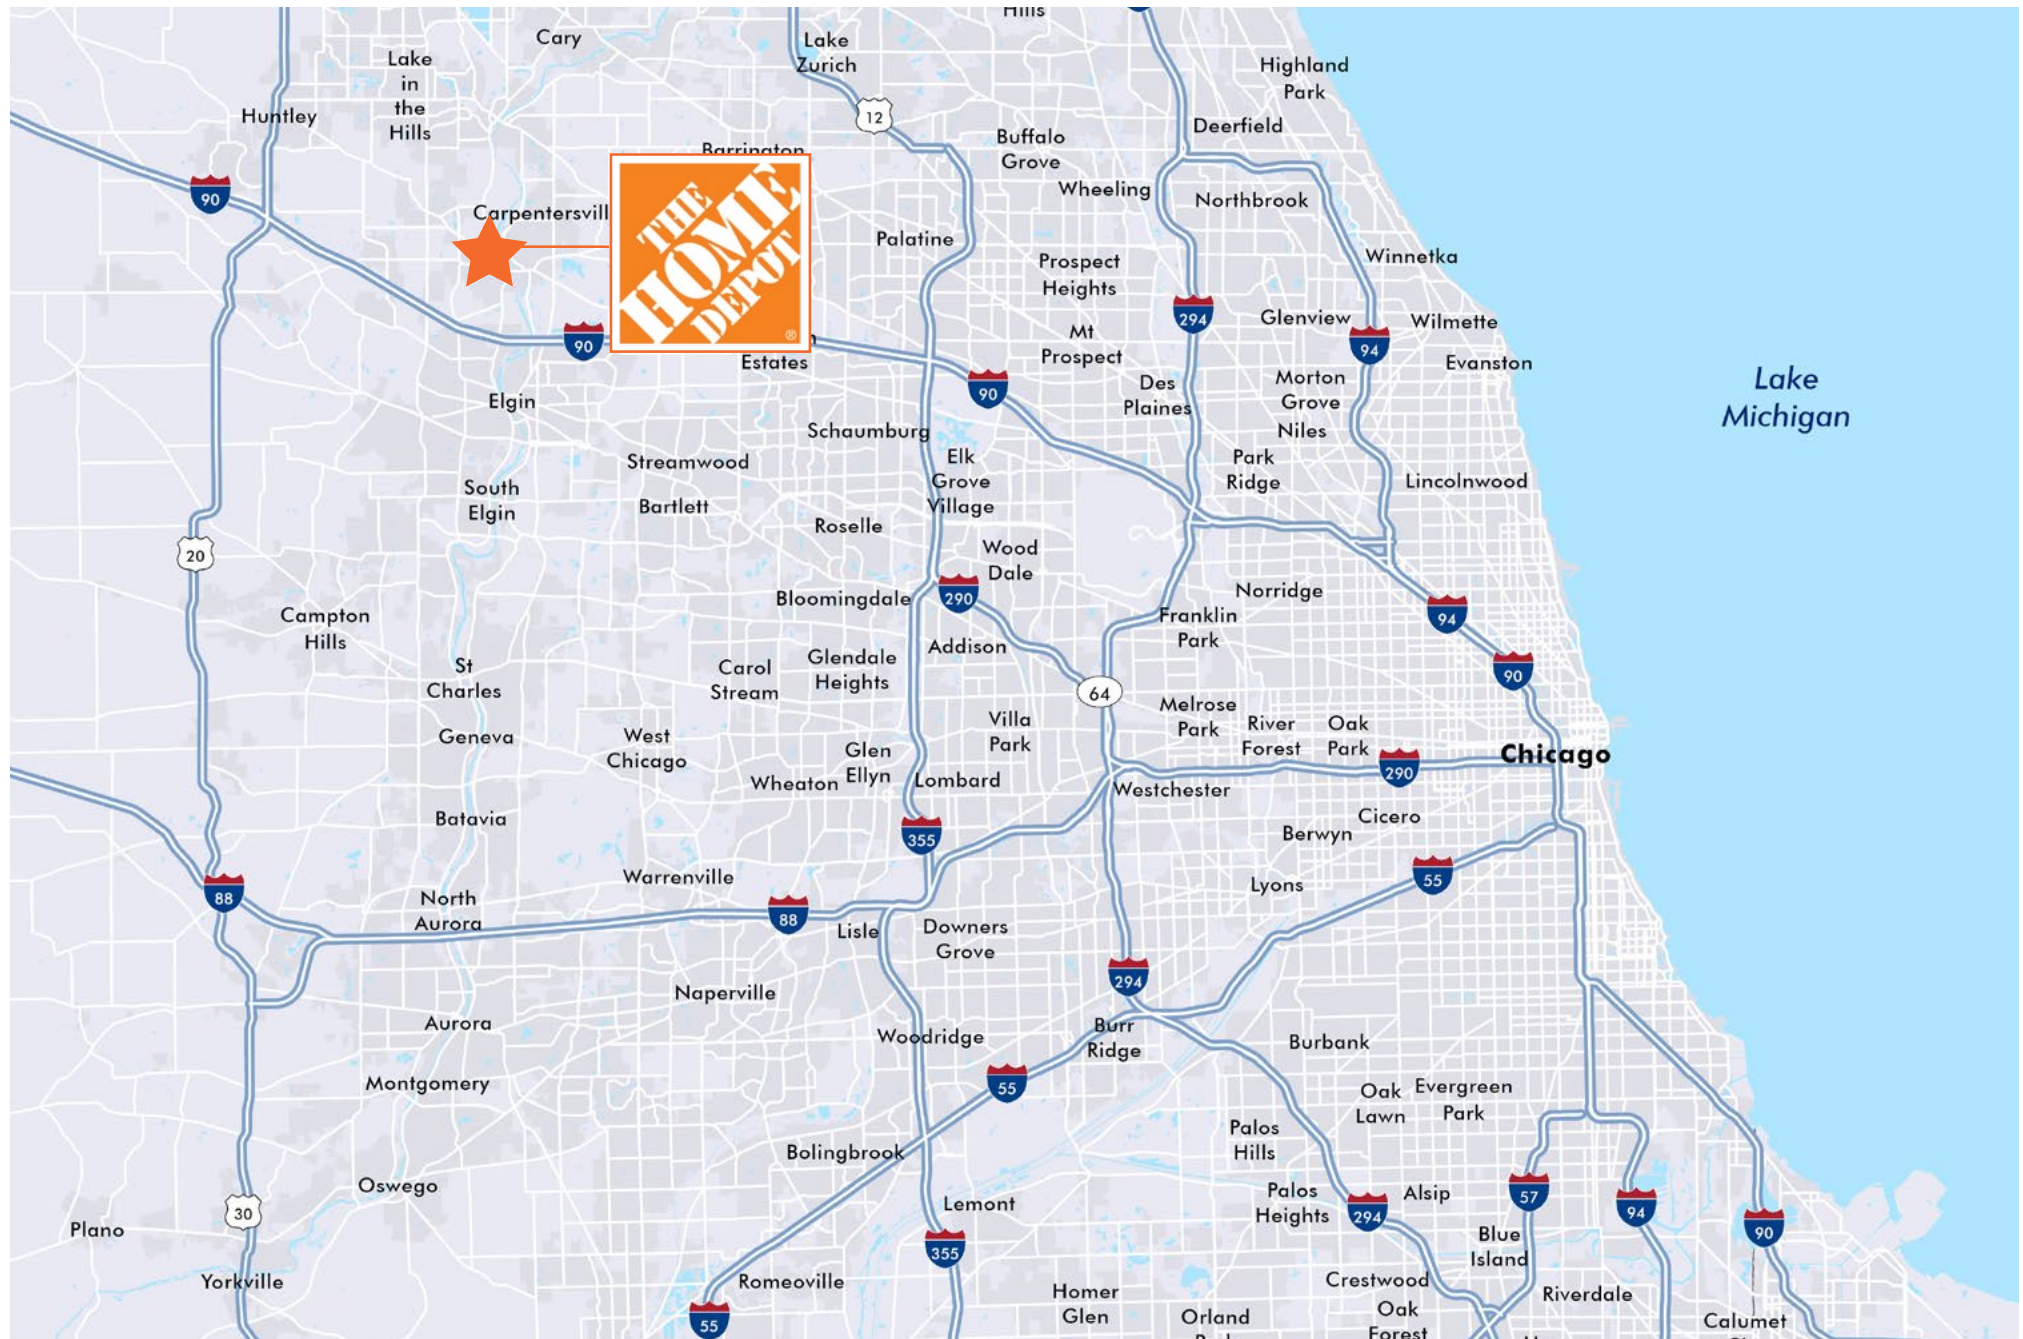 Hills
Cary
Lake
Zurich
Lake
in
the
Hills
Highland
Park
Huntley
12
Deerfield
Buffalo
Grove
Barrington
Wheeling
90
Northbrook
Carpentersvill
THE
HOME
DEPOT
®
Palatine
Winnetka
Prospect
Heights
294
Glenview
Wilmette
Mt
Prospect
94
90
Estates
Evanston
Lake
Michigan
90
Des
Plaines
Morton
Grove
Elgin
Schaumburg
Niles
Streamwood
Elk
Grove
Village
Park
Ridge
Lincolnwood
South
Elgin
Bartlett
Roselle
20
Wood
Dale
Bloomingdale
290
Norridge
94
Campton
Hills
Franklin
Park
Addison
St
Charles
Carol
Stream
Glendale
Heights
90
64
Melrose
Park
River
Forest
Oak
Park
Villa
Park
Geneva
West
Chicago
Glen
Ellyn
Chicago
290
Wheaton
Lombard
Westchester
Batavia
355
Cicero
Berwyn
Warrenville
55
Lyons
88
North
Aurora
88
Lisle
Downers
Grove
294
Naperville
Aurora
Woodridge
Burr
Ridge
Burbank
Montgomery
55
Oak
Lawn
Evergreen
Park
Palos
Hills
Bolingbrook
Oswego
Lemont
Palos
Heights
Alsip
57
294
94
30
Plano
90
Blue
Island
355
Yorkville
Romeoville
Crestwood
Riverdale
Homer
Glen
Orland
Oak
Forest
Calumet
55